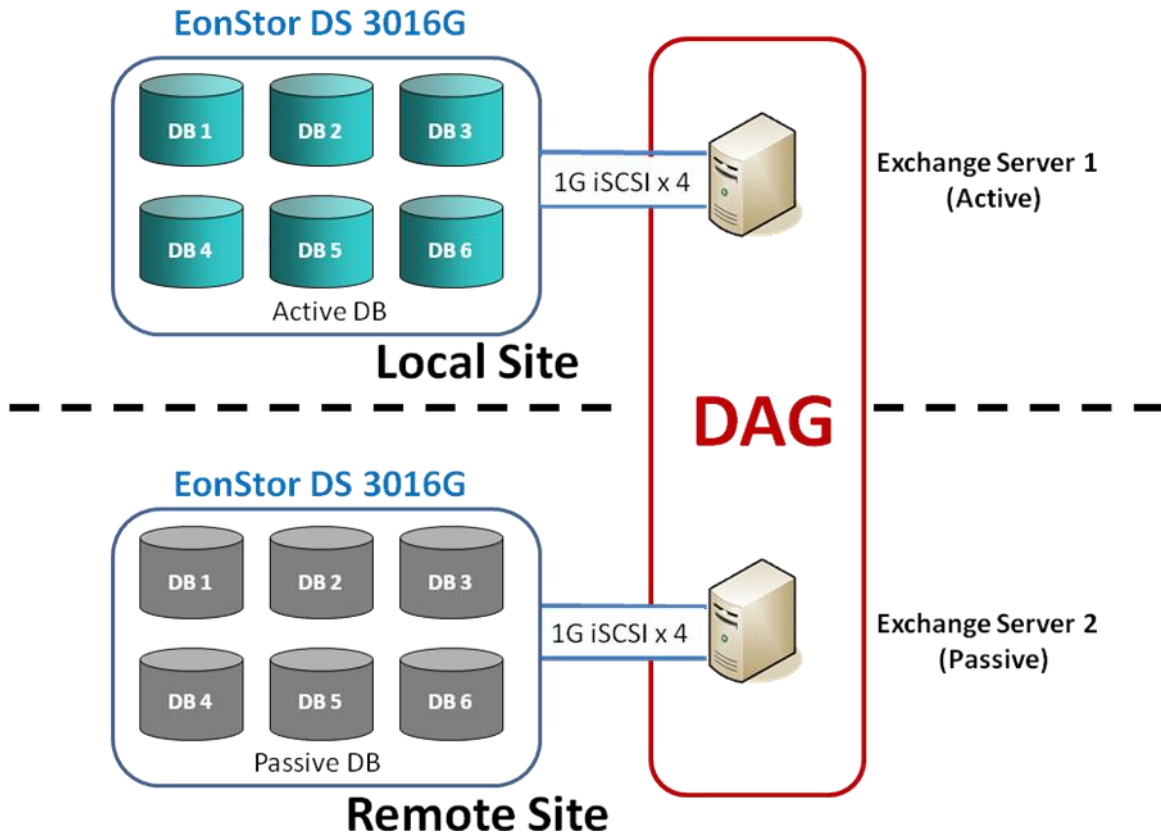 EonStor DS 3016G
DB 1
DB 2
DB 3
DB 4
DB 5
DB 6
Active DB
1G iSCSI x 4
Exchange Server 1
(Active)
Local Site
DAG
EonStor DS 3016G
DB 1
DB 2
DB 3
DB 4
DB 5
DB 6
Passive DB
1G iSCSI x 4
Exchange Server 2
(Passive)
Remote Site